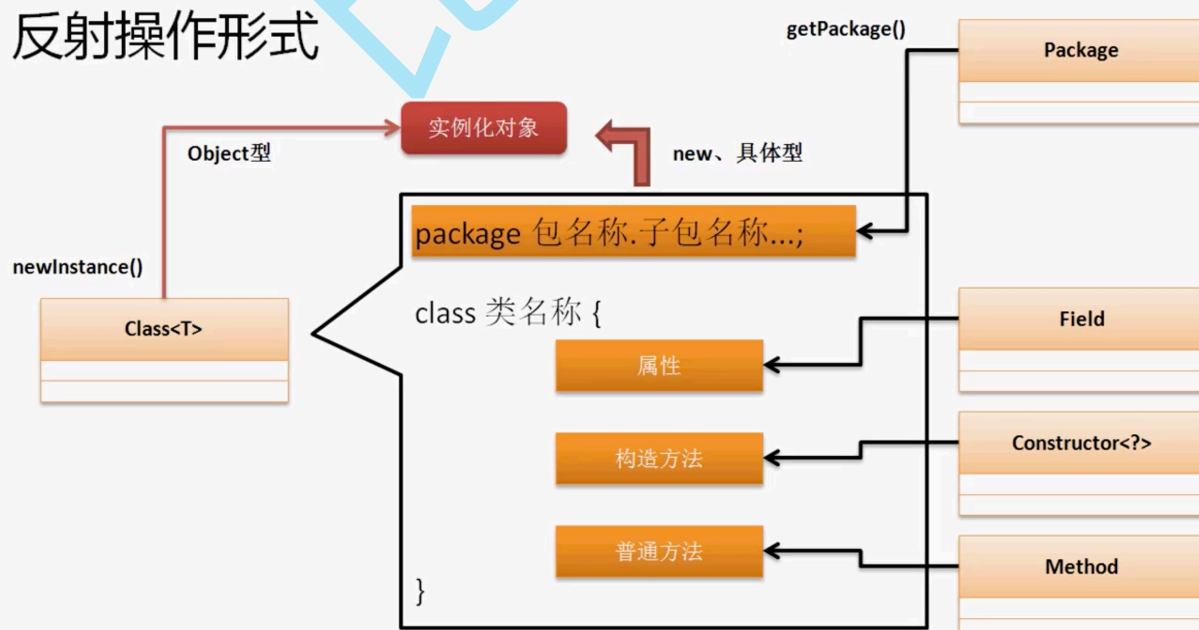 反射操作形式
getPackage()
Package
实例化对象
Object型
new、具体型
package 包名称.子包名称...;
newInstance()
class 类名称 {
Class<T>
Field
属性
Constructor<?>
构造方法
普通方法
Method
}